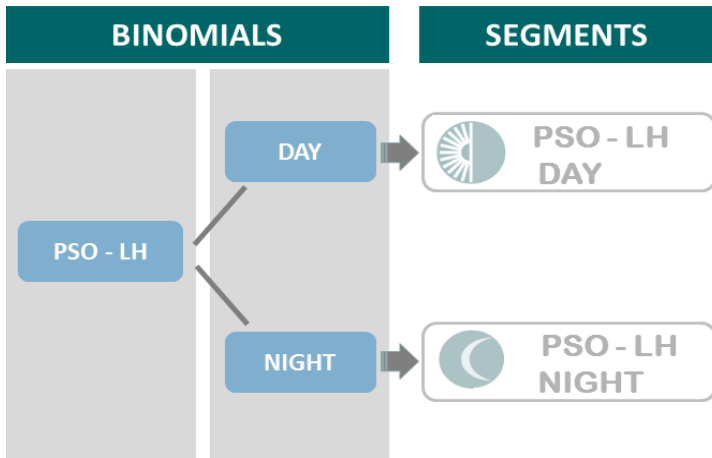 BINOMIALS
SEGMENTS
DAY
PSO - LH
DAY
PSO - LH
NIGHT
PSO - LH
NIGHT